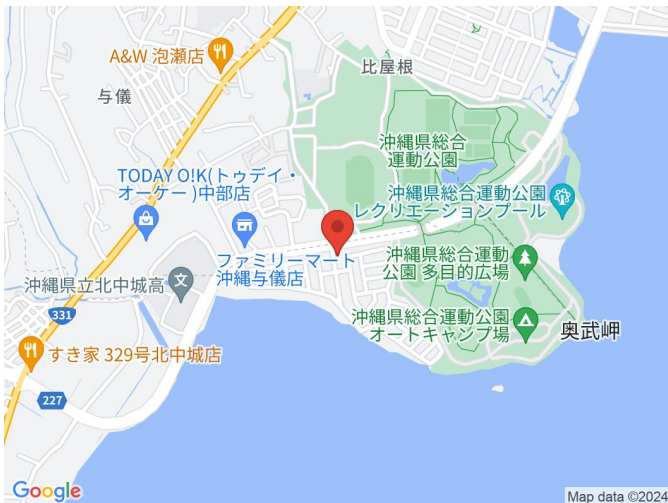 A&W 泡瀬店
比屋根
与儀
沖縄県総合
運動公園
TODAY O!K(トゥデイ・
オーケー )中部店
沖縄県総合運動公園
レクリエーションプール
ファミリーマート
沖縄与儀店
沖縄県総合運動
公園 多目的広場
沖縄県立北中城高
331
沖縄県総合運動公園
オートキャンプ場
奥武岬
すき家 329号北中城店
227
Google
Map data ©2024